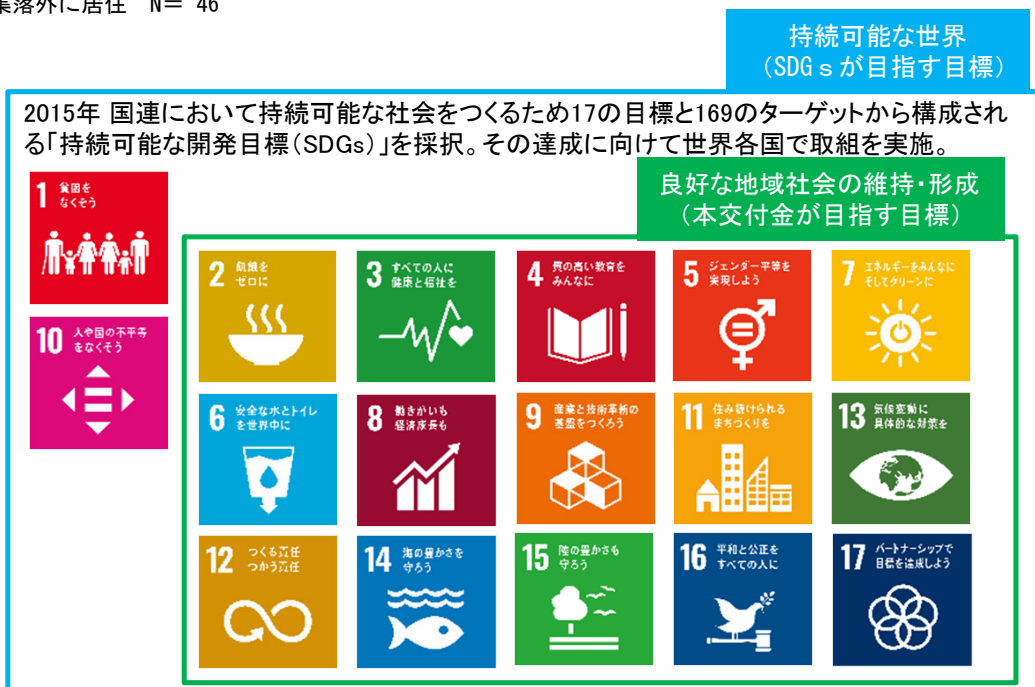 集落外に居住 N= 46
持続可能な世界
（SDGｓが目指す目標）
2015年 国連において持続可能な社会をつくるため17の目標と169のターゲットから構成され
る「持続可能な開発目標（SDGs）」を採択。その達成に向けて世界各国で取組を実施。
良好な地域社会の維持・形成
（本交付金が目指す目標）
1 貧困を
なくそう
10 人や国の不平等
をなくそう
2 飢餓を
ゼロに
3 すべての人に
健康と福祉を
4 質の高い教育を
みんなに
5 ジェンダー平等を
実現しよう
7 エネルギーをみんなに
そしてクリーンに
6 安全な水とトイレ
を世界中に
8 働きがいも
経済成長も
9 産業と技術革新の
基盤をつくろう
11 住み続けられる
まちづくりを
13 気候変動に
具体的な対策を
12 つくる責任
つかう責任
14 海の豊かさを
守ろう
15 陸の豊かさも
守ろう
16 平和と公正を
すべての人に
17 パートナーシップで
目標を達成しよう